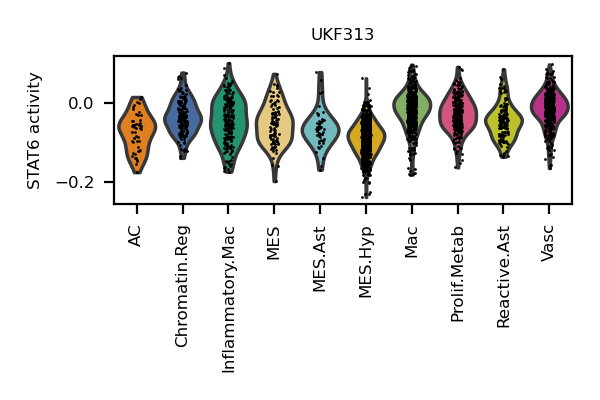 UKF313
STAT6 activity
0.0
−0.2
AC
Chromatin.Reg
Inflammatory.Mac
MES
MES.Ast
MES.Hyp
Mac
Prolif.Metab
Reactive.Ast
Vasc